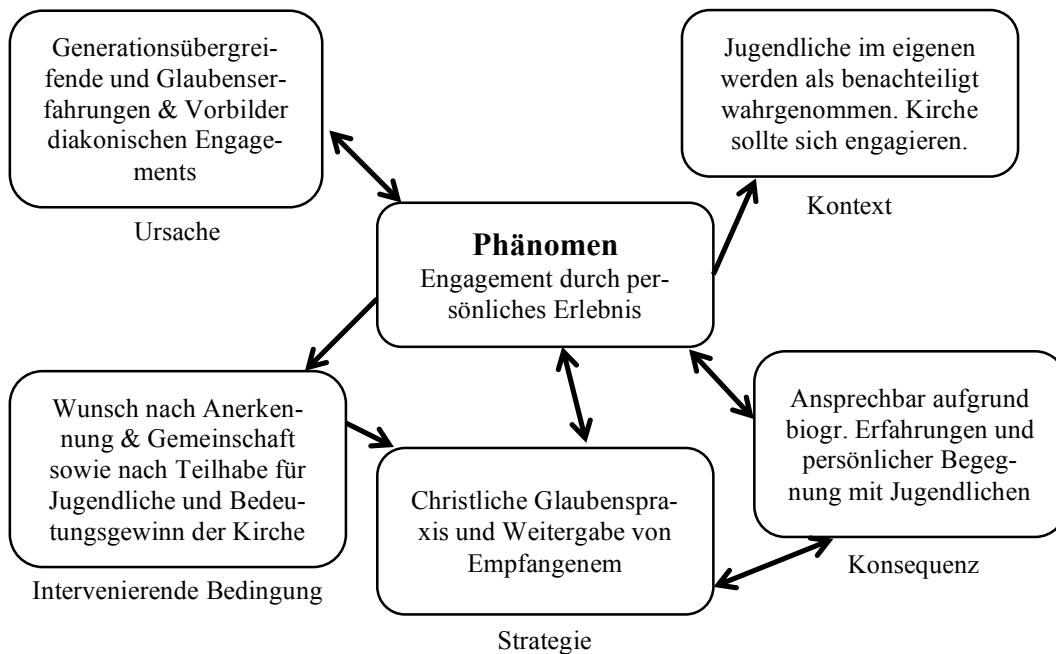 Generationsübergrei-
fende und Glaubenser-
fahrungen & Vorbilder
diakonischen Engage-
ments
Ursache
Jugendliche im eigenen
werden als benachteiligt
wahrgenommen. Kirche
sollte sich engagieren.
Kontext
Phänomen
Engagement durch per-
sönliches Erlebnis
Wunsch nach Anerken-
nung & Gemeinschaft
sowie nach Teilhabe für
Jugendliche und Bedeu-
tungsgewinn der Kirche
Intervenierende Bedingung
Christliche Glaubenspra-
xis und Weitergabe von
Empfangenem
Strategie
Ansprechbar aufgrund
biogr. Erfahrungen und
persönlicher Begeg-
nung mit Jugendlichen
Konsequenz